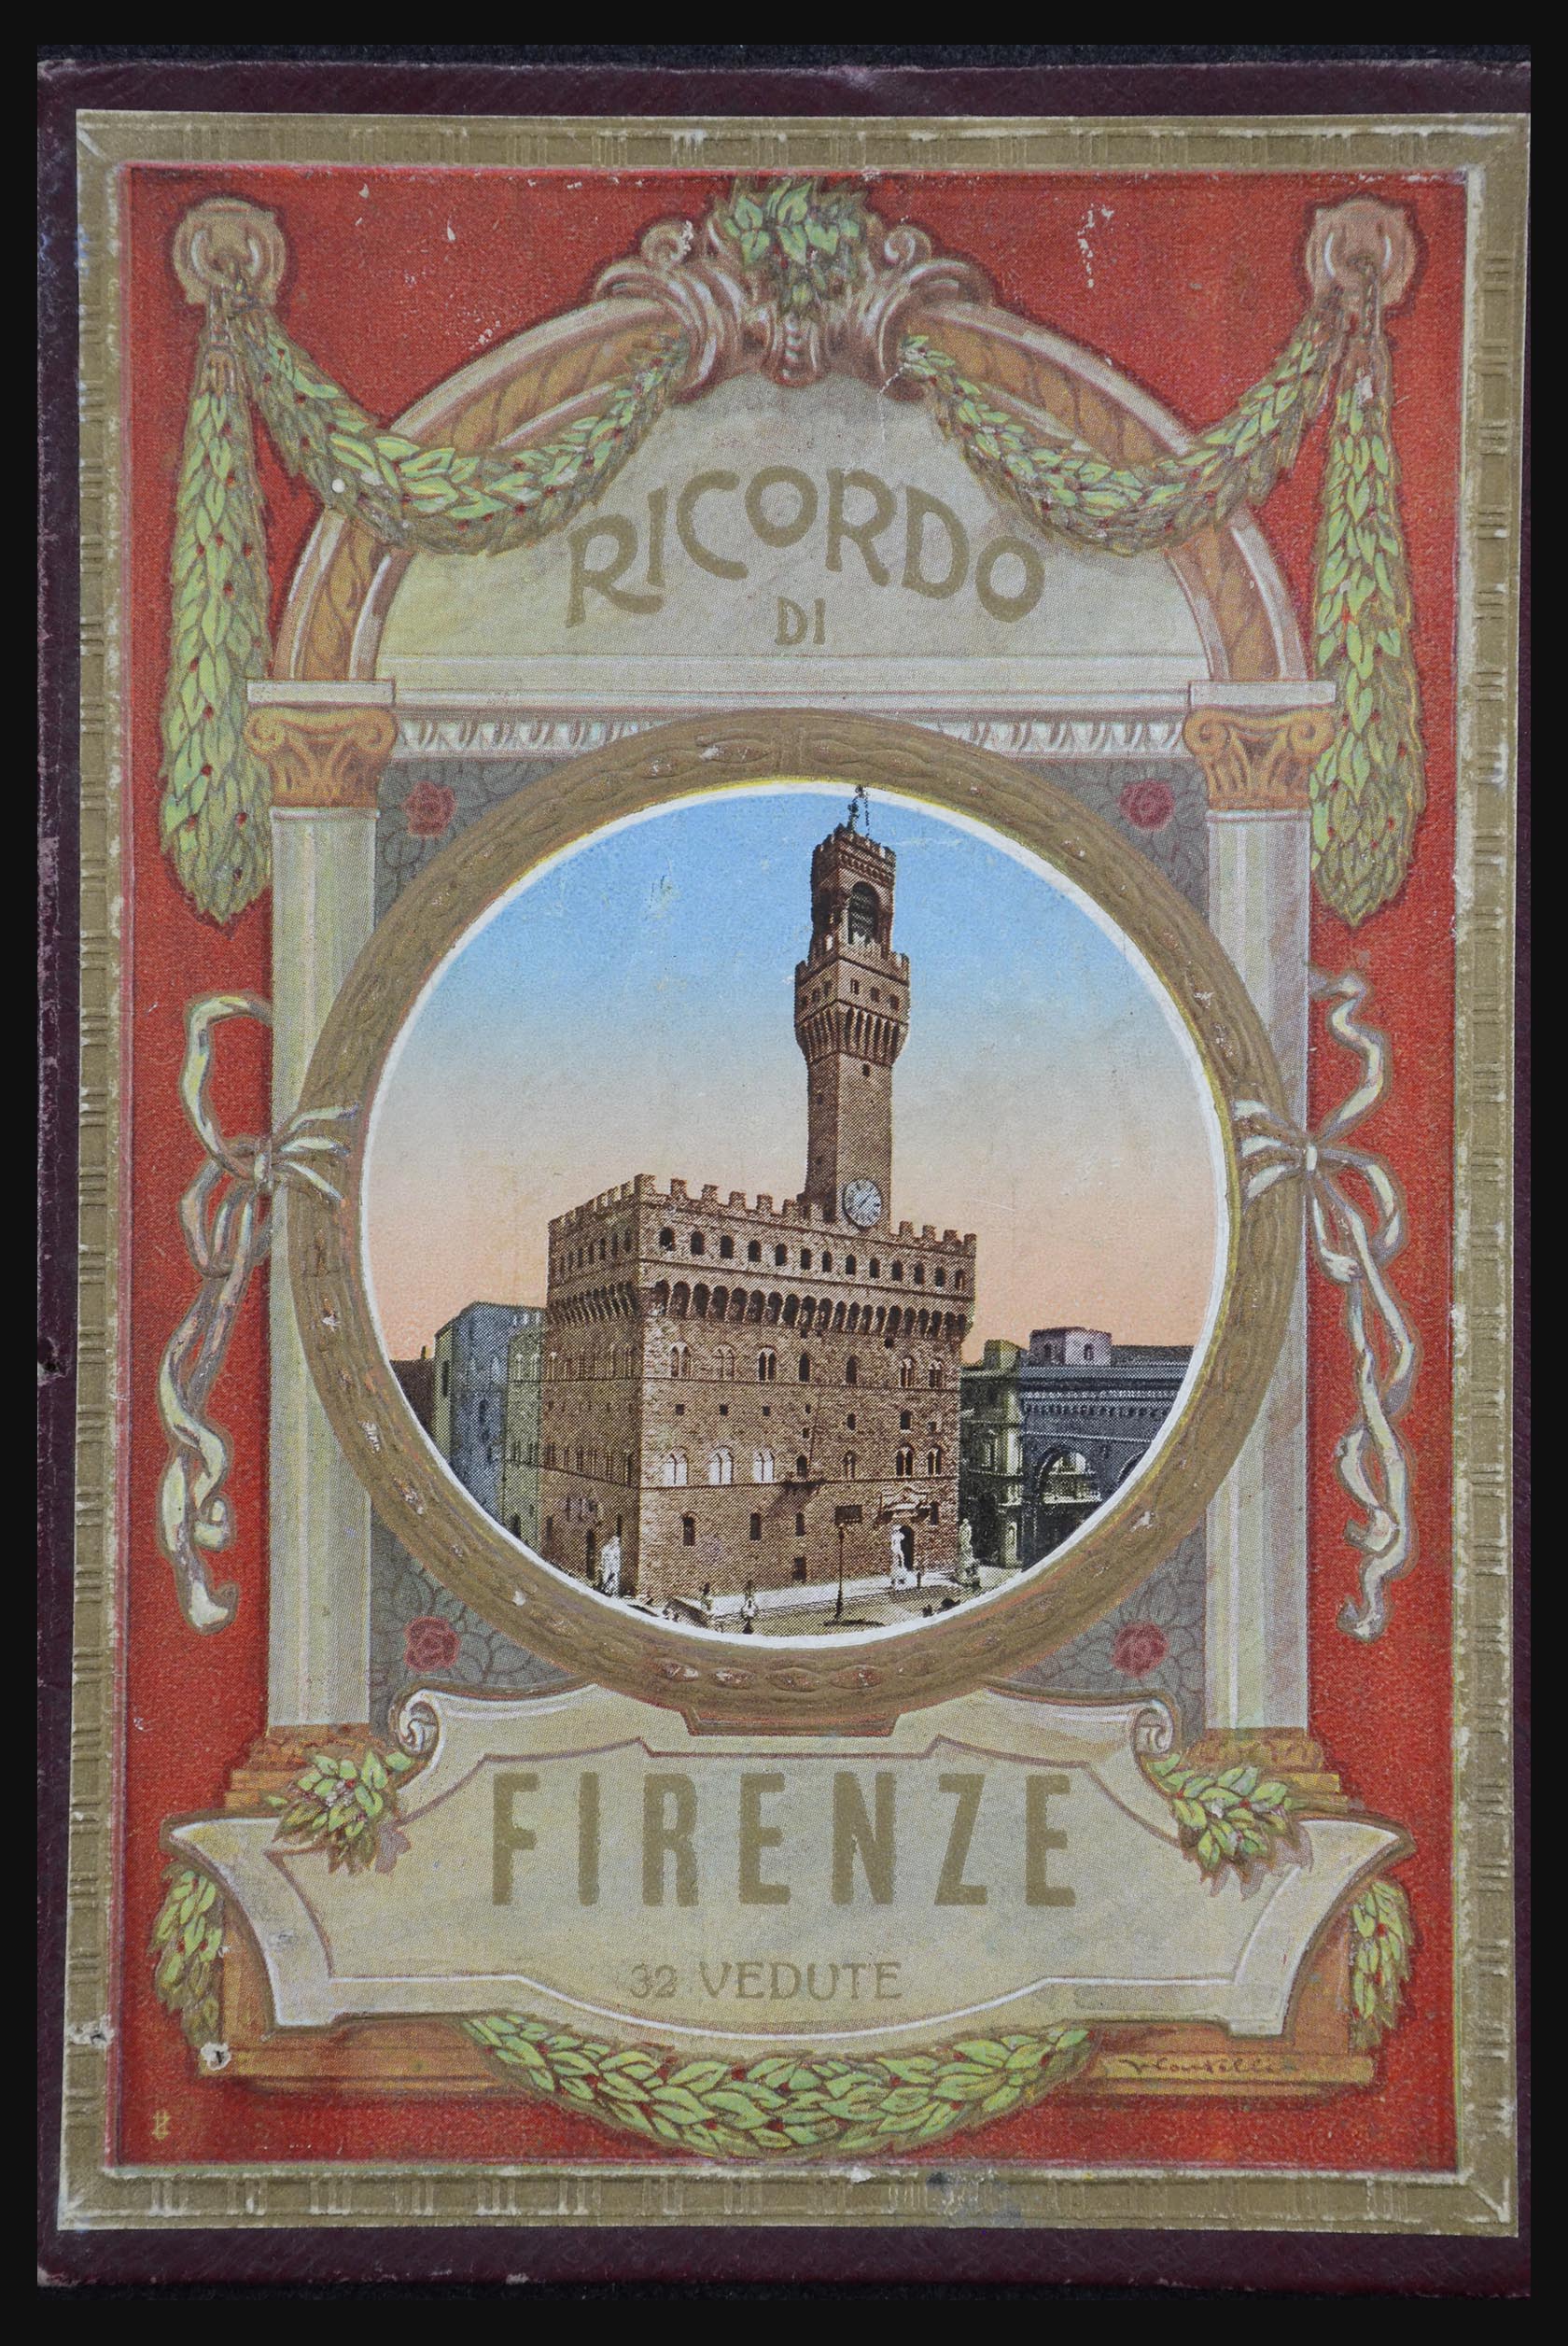 RICORDO
DI
FIRENZE
32 VEDUTE